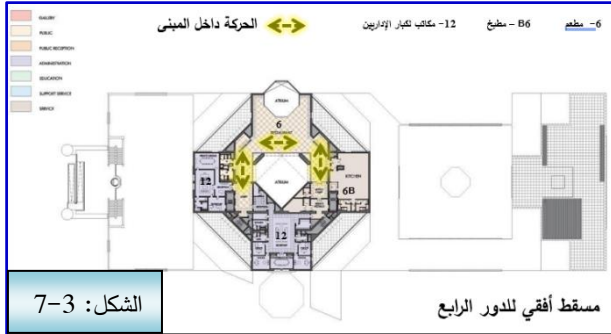 GALLERY
PUBLIC
PUBLIC RECEPTION
ADMINISTRATION
EDUCATION
SUPPORT SERVICE
SERVICE
6- مطعم
B6 – مطبخ
12- مكاتب لكبار الإداريين
الحركة داخل المبنى
ATRIUM
6
RESTAURANT
12
ATRIUM
KITCHEN
6B
12
الشكل: 3-7
مسقط أفقي للدور الرابع